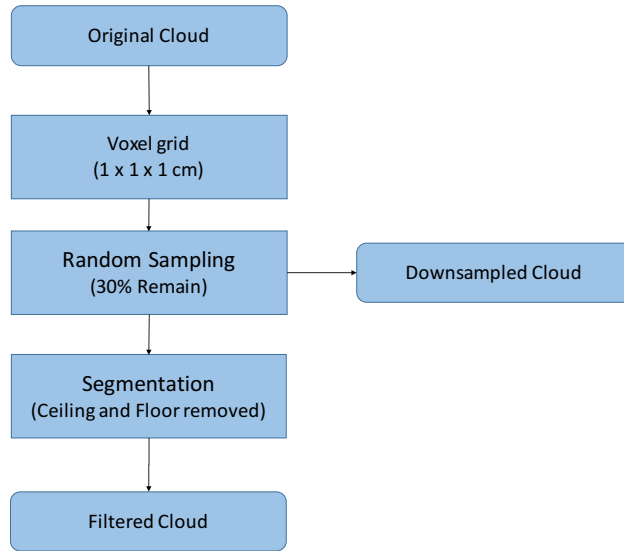 Original Cloud
Voxel grid
(1 x 1 x 1 cm)
Random Sampling
(30% Remain)
Downsampled Cloud
Segmentation
(Ceiling and Floor removed)
Filtered Cloud